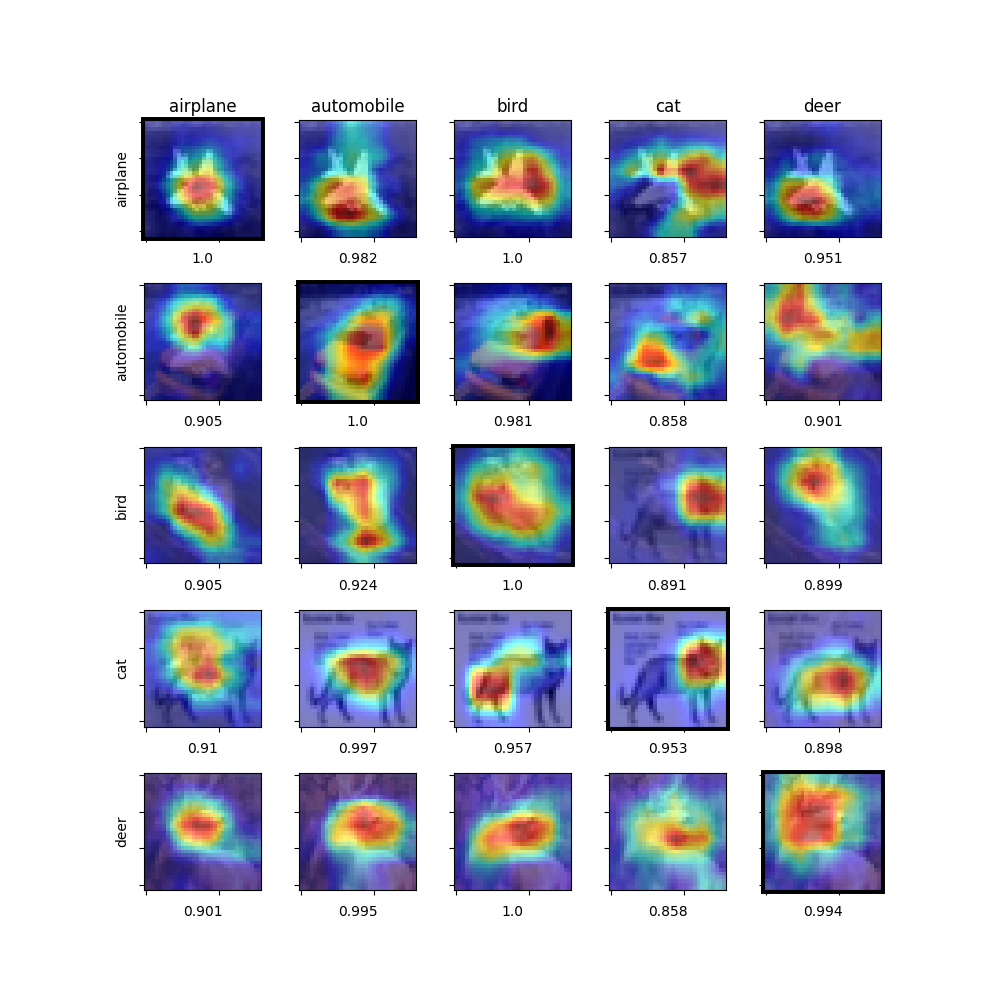 airplane automobile bird cat deer
airplane
1.0 0.982 1.0 0.857 0.951
automobile
0.905 1.0 0.981 0.858 0.901
bird
0.905 0.924 1.0 0.891 0.899
cat
0.91 0.997 0.957 0.953 0.898
deer
0.901 0.995 1.0 0.858 0.994